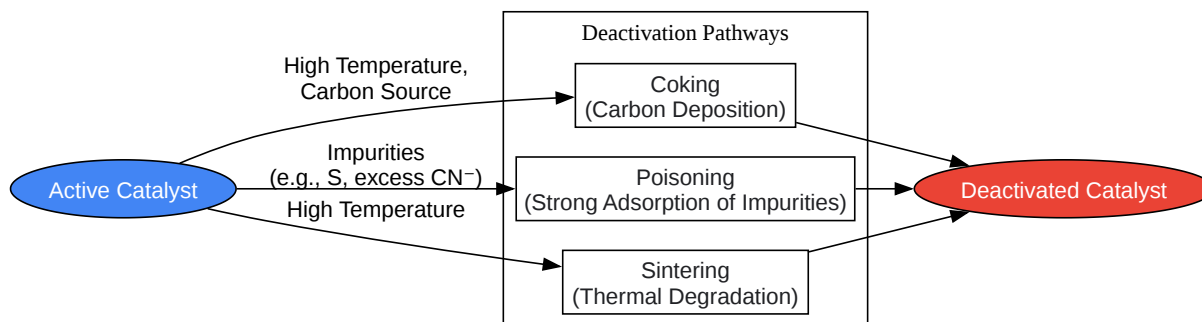 Deactivation Pathways
High Temperature,
Carbon Source
Coking
(Carbon Deposition)
Impurities
(e.g., S, excess CN⁻)
Active Catalyst
Poisoning
(Strong Adsorption of Impurities)
Deactivated Catalyst
High Temperature
Sintering
(Thermal Degradation)